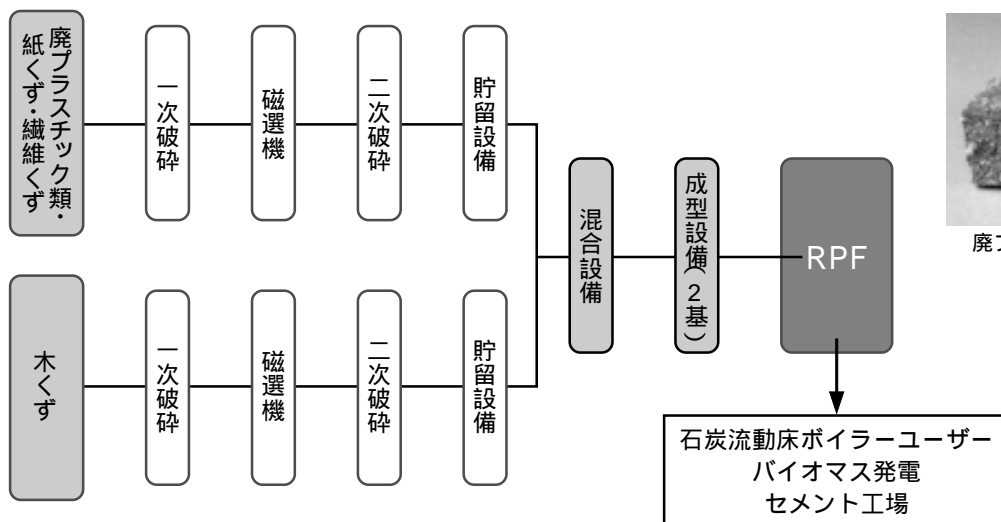 廃プラスチック類・
紙くず・繊維くず
一次破砕
磁選機
二次破砕
貯留設備
木くず
一次破砕
磁選機
二次破砕
貯留設備
混合設備
成型設備(2基)
RPF
石炭流動床ボイラーユーザー
バイオマス発電
セメント工場
廃プ